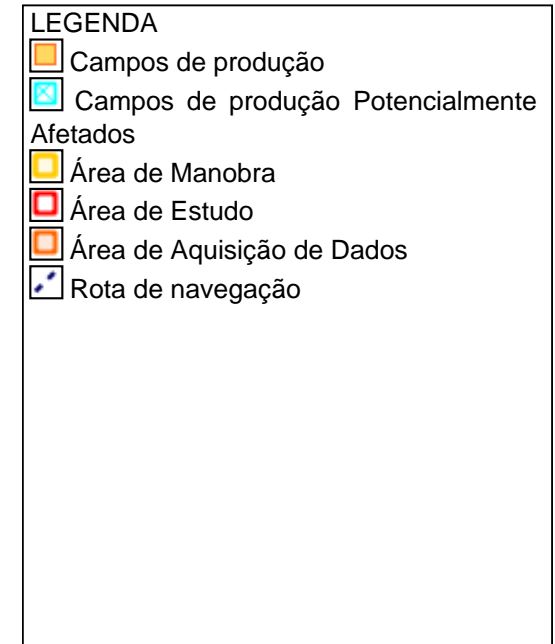 LEGENDA
Campos de produção
Campos de produção Potencialmente
Afetados
Área de Manobra
Área de Estudo
Área de Aquisição de Dados
Rota de navegação